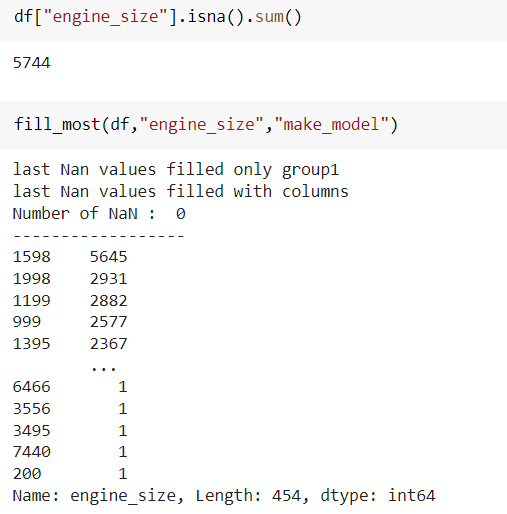 df["engine_size"].isna().sum()
5744
fill_most(df,"engine_size","make_model")
last Nan values filled only group1
last Nan values filled with columns
Number of NaN :  0
------------------
1598    5645
1998    2931
1199    2882
999     2577
1395    2367
        ...
6466       1
3556       1
3495       1
7440       1
200        1
Name: engine_size, Length: 454, dtype: int64